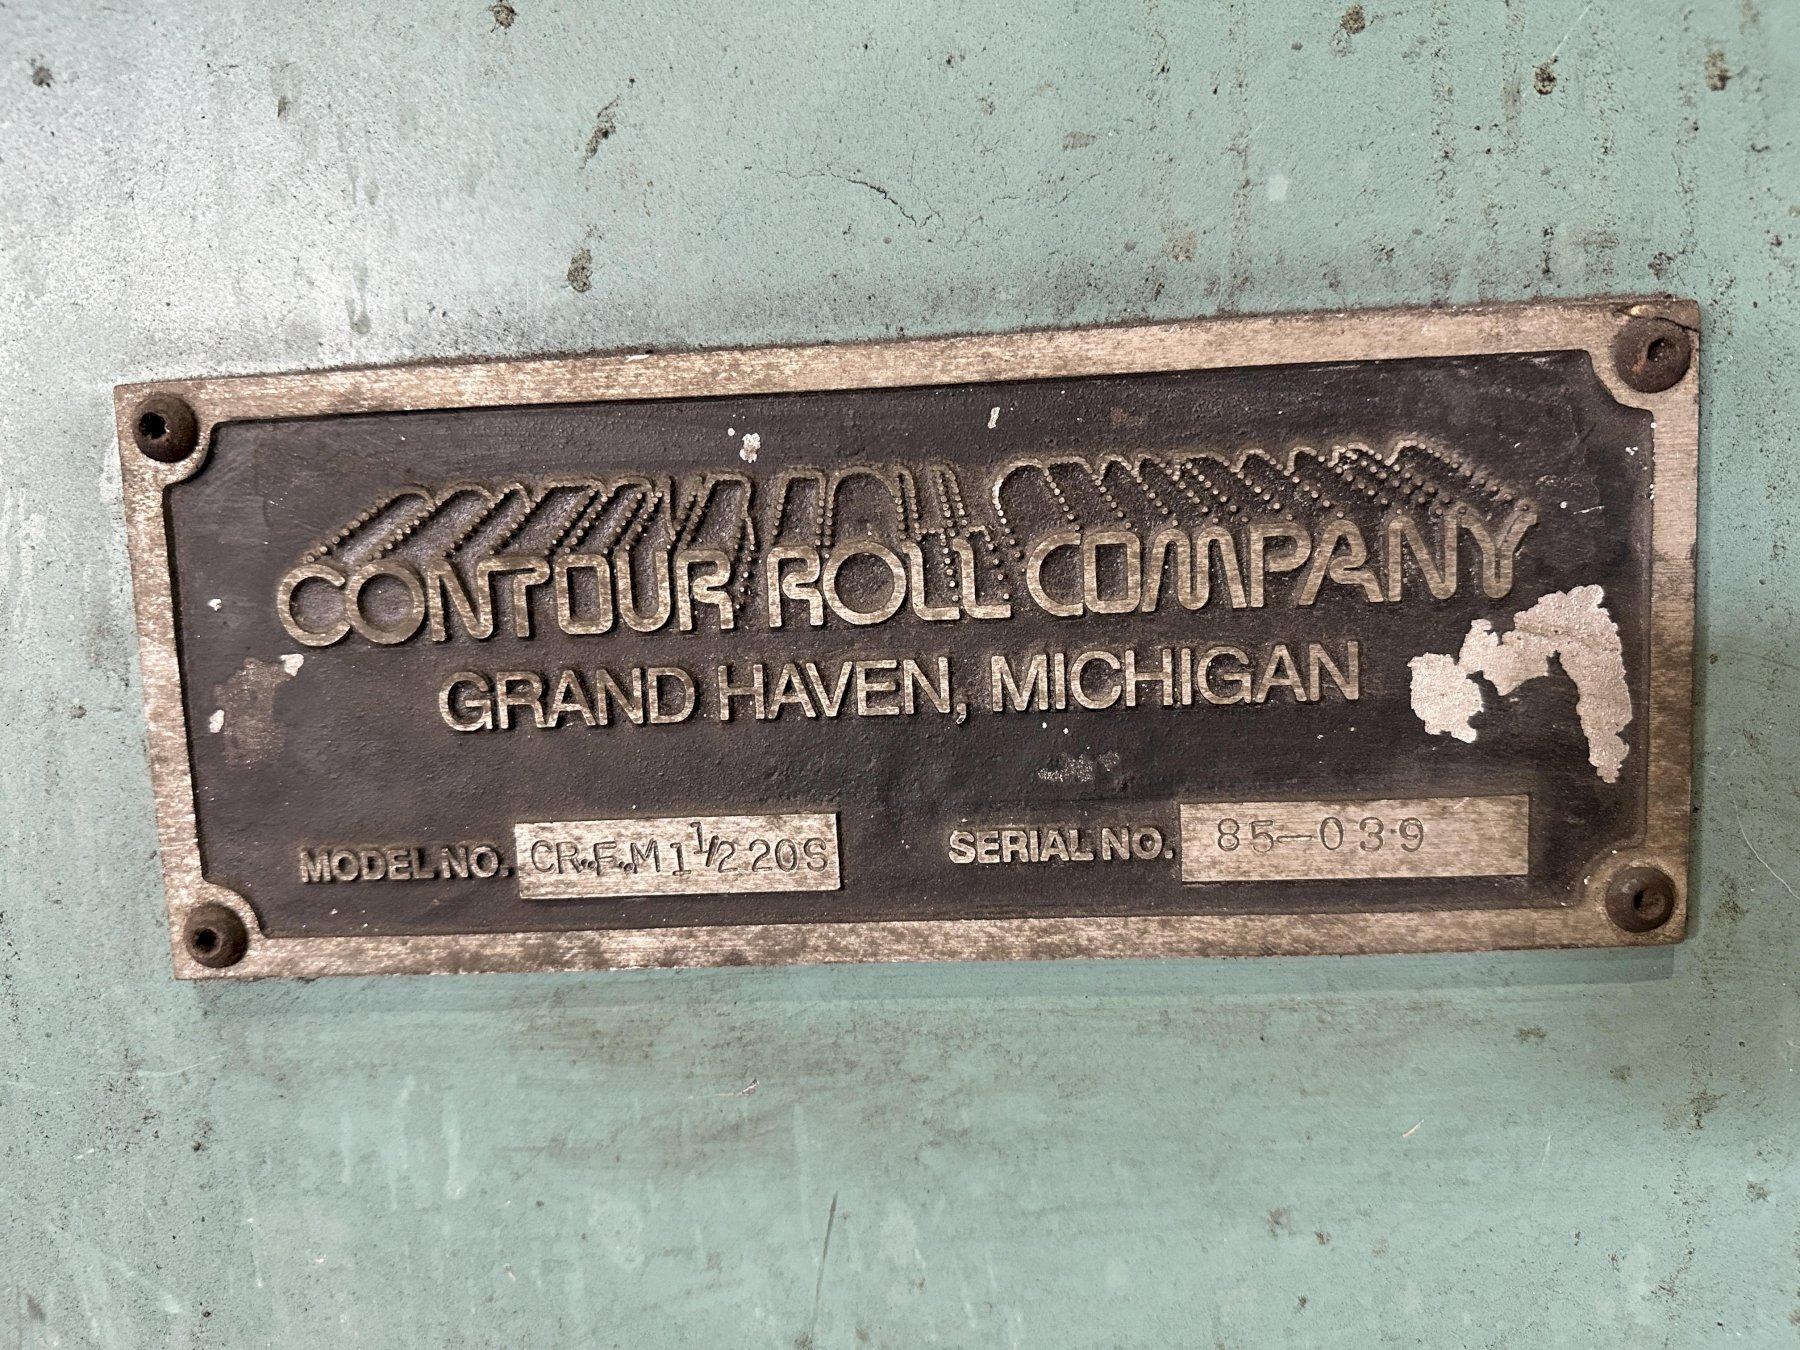 CONTOUR ROLL COMPANY
GRAND HAVEN, MICHIGAN
MODEL NO. CR.F.M 1 1/2 20S
SERIAL NO. 85-039